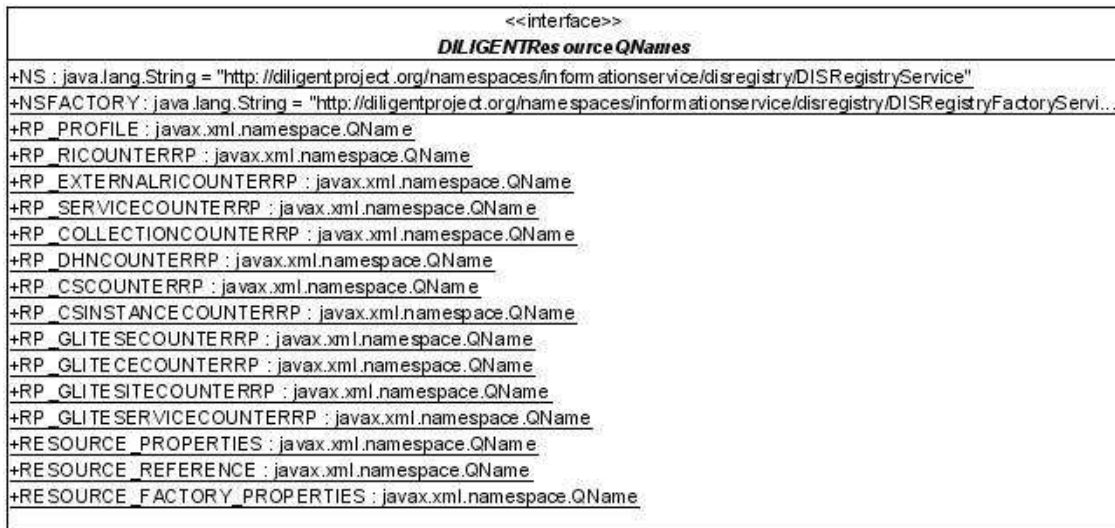 <<interface>>
DILIGENTResourceQNames
+NS : java.lang.String = "http://diligentproject.org/namespaces/informationservice/disregistry/DISRegistryService"
+NSFACTORY : java.lang.String = "http://diligentproject.org/namespaces/informationservice/disregistry/DISRegistryFactoryServi...
+RP_PROFILE : javax.xml.namespace.QName
+RP_RICOUNTERRP : javax.xml.namespace.QName
+RP_EXTERNALRICOUNTERRP : javax.xml.namespace.QName
+RP_SERVICECOUNTERRP : javax.xml.namespace.QName
+RP_COLLECTIONCOUNTERRP : javax.xml.namespace.QName
+RP_DHNCOUNTERRP : javax.xml.namespace.QName
+RP_CSCOUNTERRP : javax.xml.namespace.QName
+RP_CSINSTANCECOUNTERRP : javax.xml.namespace.QName
+RP_GLITESECOUNTERRP : javax.xml.namespace.QName
+RP_GLITECECOUNTERRP : javax.xml.namespace.QName
+RP_GLITESITECOUNTERRP : javax.xml.namespace.QName
+RP_GLITESERVICECOUNTERRP : javax.xml.namespace.QName
+RESOURCE_PROPERTIES : javax.xml.namespace.QName
+RESOURCE_REFERENCE : javax.xml.namespace.QName
+RESOURCE_FACTORY_PROPERTIES : javax.xml.namespace.QName